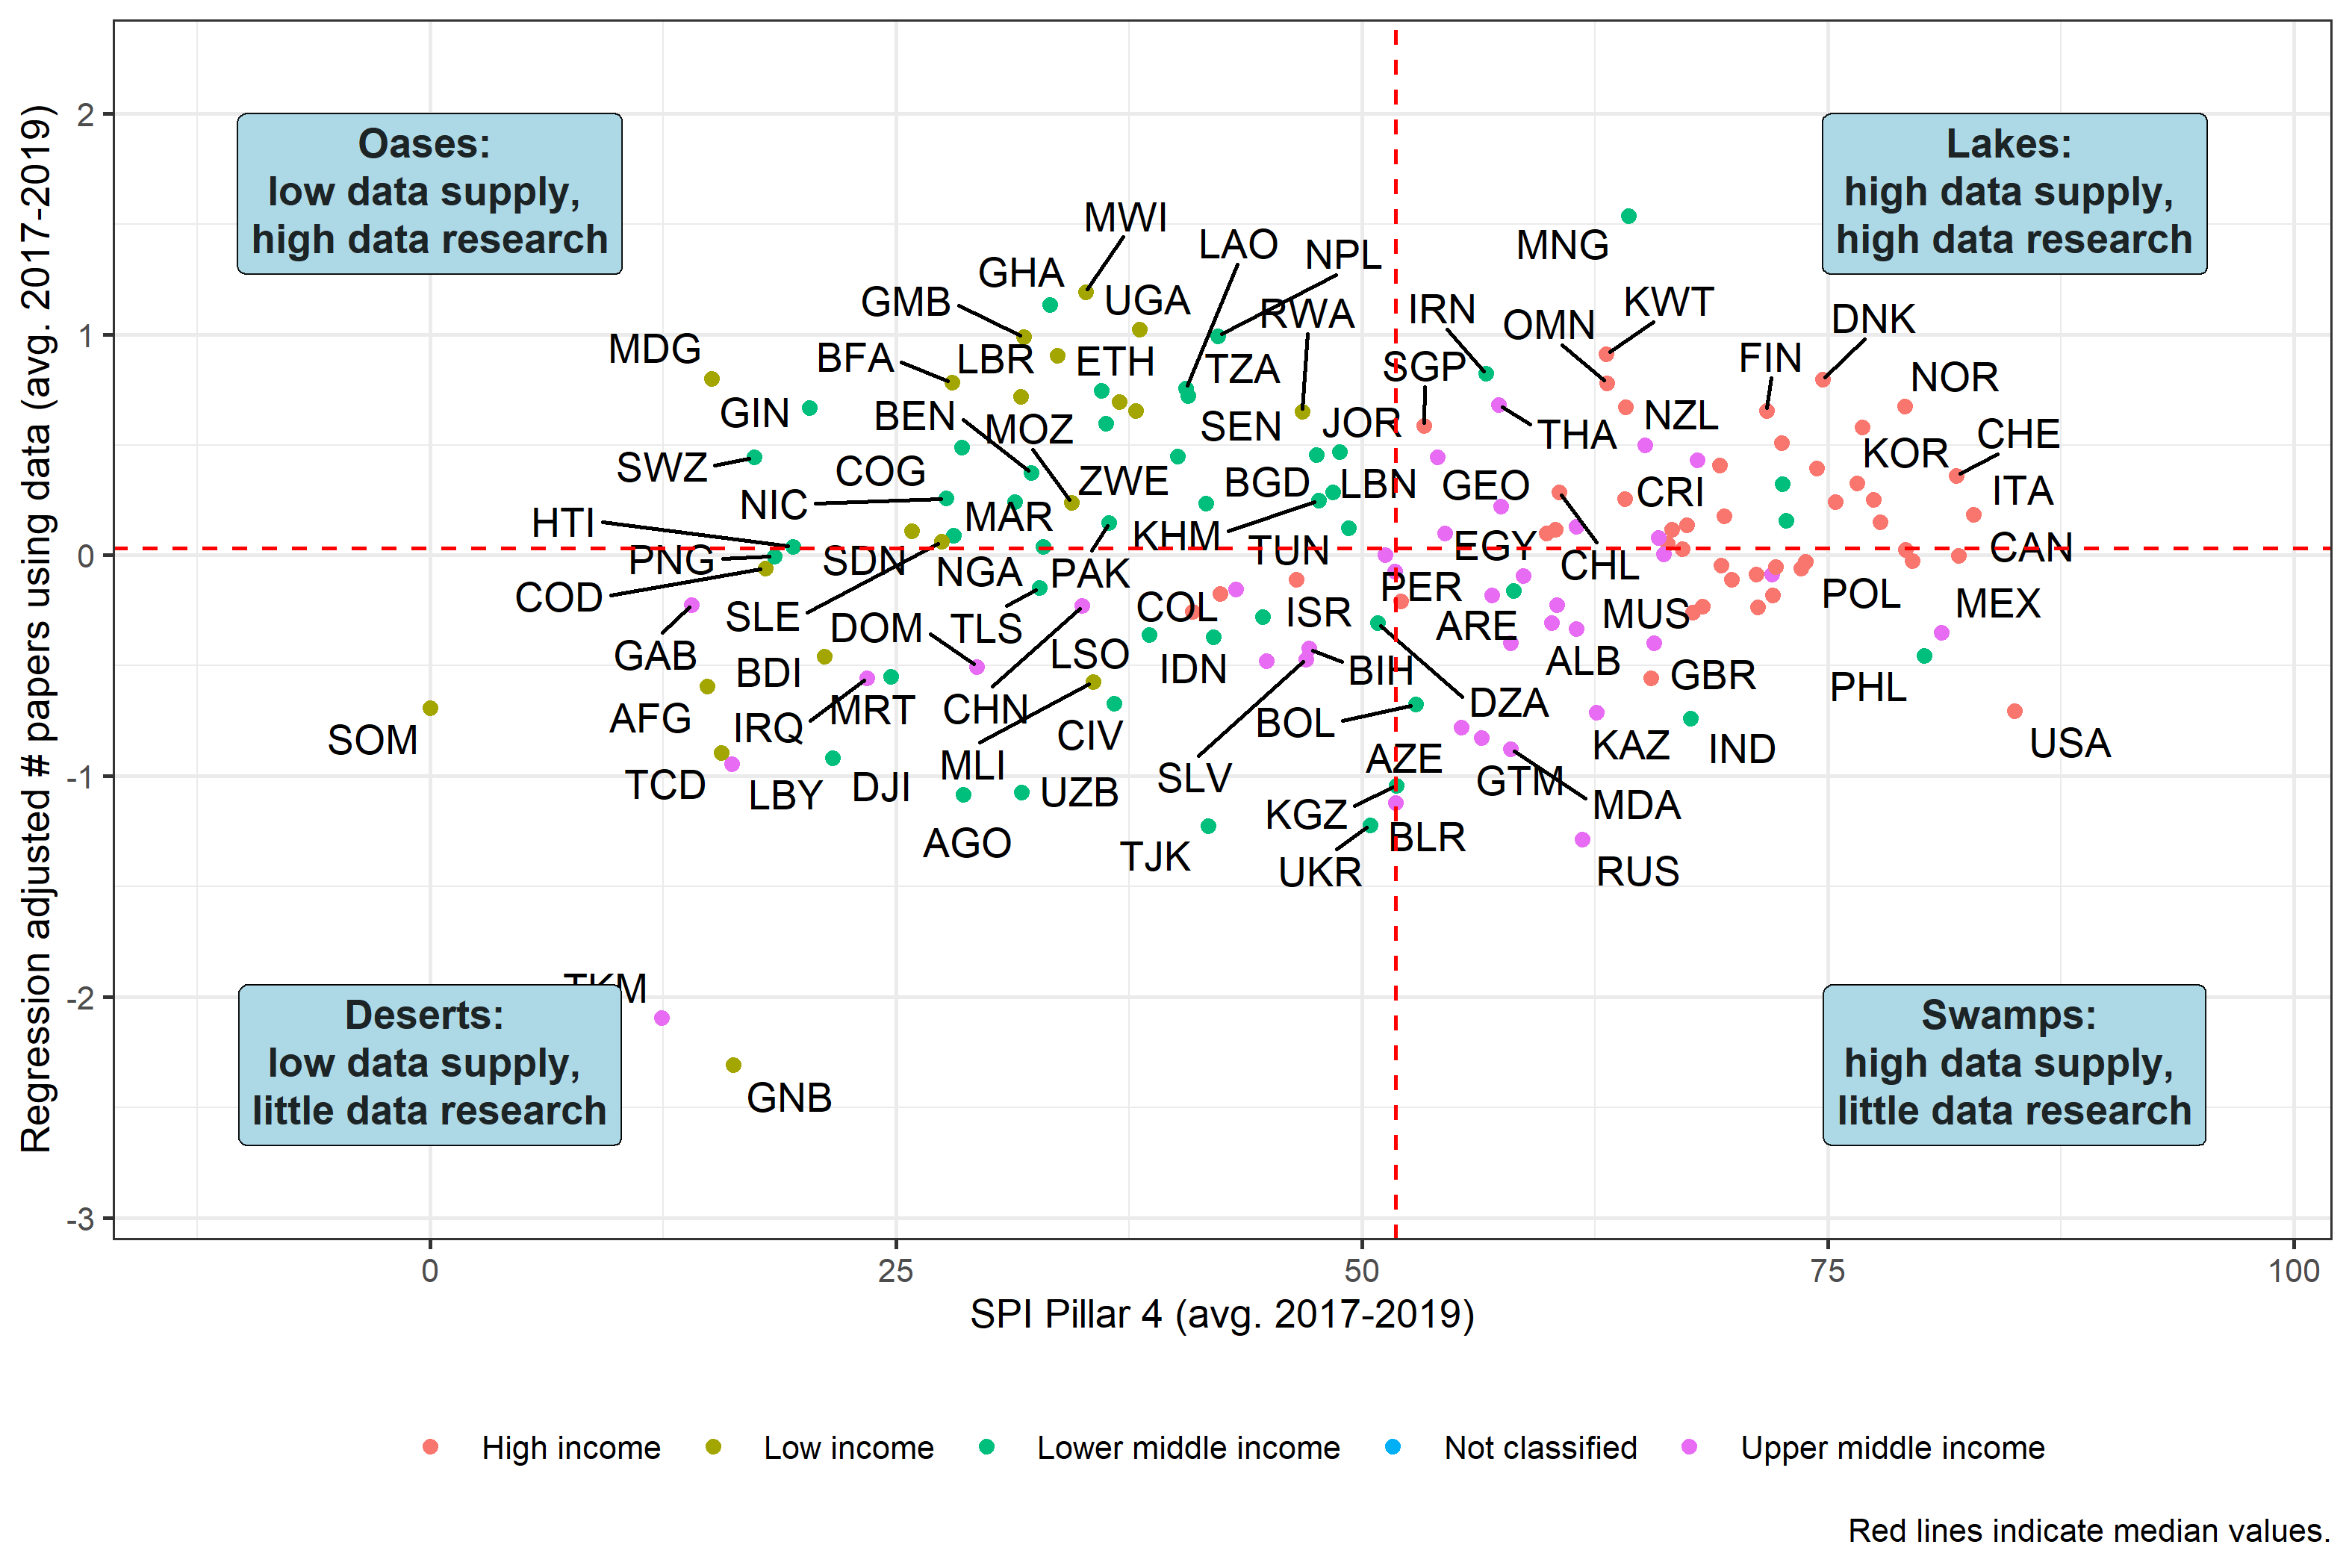 Regression adjusted # papers using data (avg. 2017-2019)
2
1
0
-1
-2
-3
Oases:
low data supply,
high data research
Lakes:
high data supply,
high data research
MWI
LAO
NPL
MNG
GHA
GMB
UGA
RWA
IRN
OMN
KWT
DNK
MDG
BFA
LBR
ETH
TZA
SGP
FIN
NOR
GIN
BEN
MOZ
SEN
JOR
THA
NZL
KOR
CHE
SWZ
COG
ZWE
BGD
LBN
GEO
CRI
ITA
NIC
MAR
HTI
KHM
TUN
EGY
CAN
PNG
SDN
NGA
PAK
CHL
COD
SLE
DOM
TLS
COL
ISR
PER
ARE
MUS
POL
MEX
GAB
BDI
LSO
IDN
BIH
ALB
GBR
PHL
AFG
IRQ
MRT
CHN
CIV
BOL
DZA
KAZ
IND
USA
SOM
TCD
LBY
DJI
MLI
UZB
SLV
AZE
GTM
MDA
KGZ
BLR
AGO
TJK
UKR
RUS
TKM
GNB
Deserts:
low data supply,
little data research
Swamps:
high data supply,
little data research
0
25
50
75
100
SPI Pillar 4 (avg. 2017-2019)
High income
Low income
Lower middle income
Not classified
Upper middle income
Red lines indicate median values.